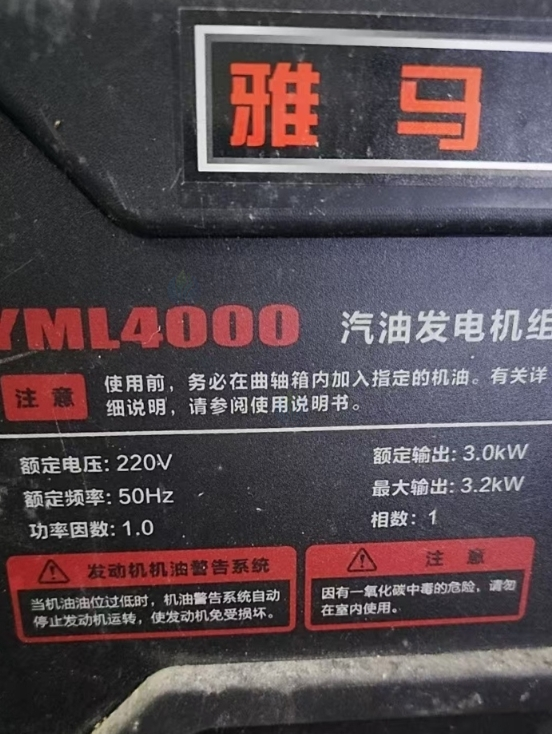 雅马
YML4000 汽油发电机组
注意
使用前，务必在曲轴箱内加入指定的机油。有关详
细说明，请参阅使用说明书。
额定电压: 220V
额定输出: 3.0kW
额定频率: 50Hz
最大输出: 3.2kW
功率因数: 1.0
相数: 1
发动机机油警告系统
当机油油位过低时，机油警告系统自动
停止发动机运转，使发动机免受损坏。
注意
因有一氧化碳中毒的危险，请勿
在室内使用。